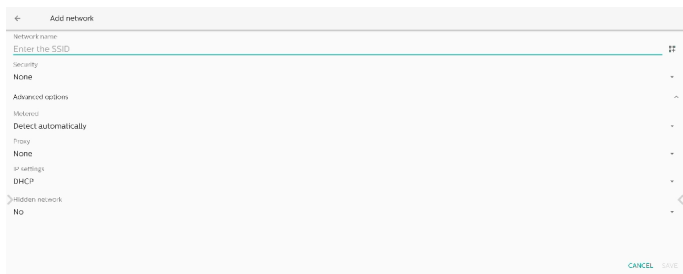 Add network
Network name
Enter the SSID
Security
None
Advanced options
Metered
Detect automatically
Proxy
None
IP settings
DHCP
Hidden network
No
CANCEL SAVE